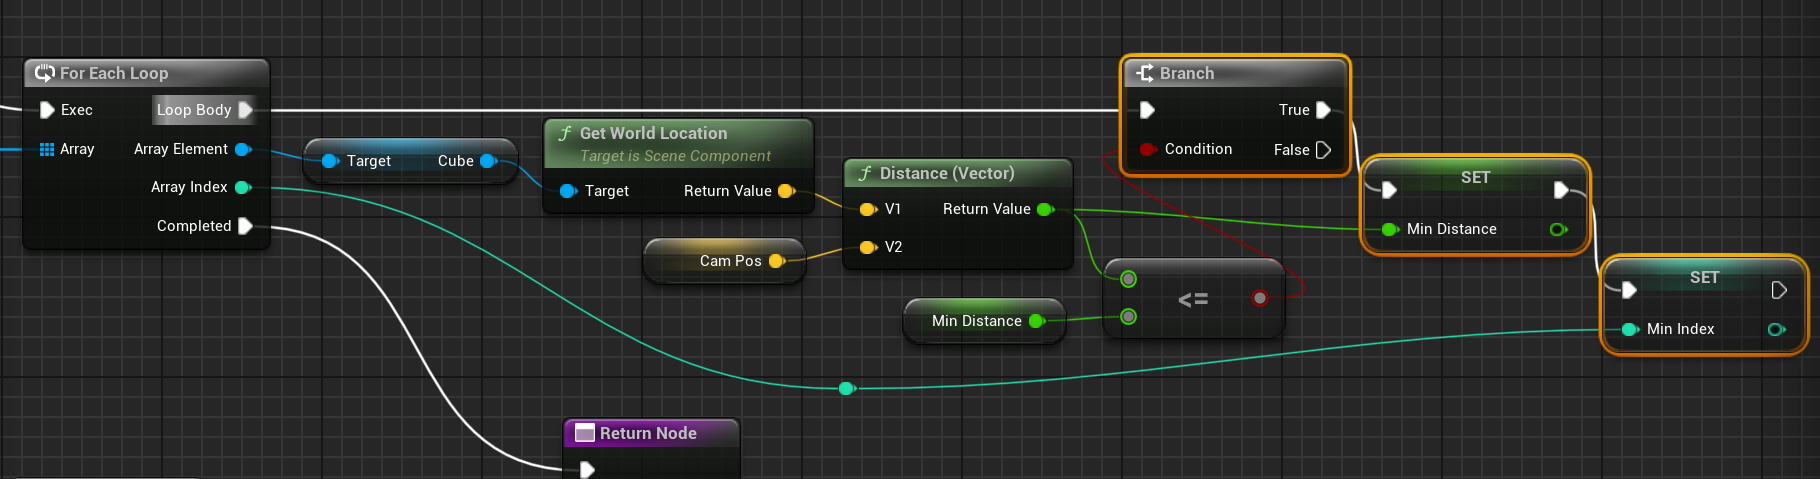 For Each Loop
Exec
Loop Body
Array
Array Element
Array Index
Completed
Target
Cube
f Get World Location
Target is Scene Component
Target
Return Value
Cam Pos
f Distance (Vector)
V1
Return Value
V2
Min Distance
<=
Branch
True
Condition
False
SET
Min Distance
SET
Min Index
Return Node